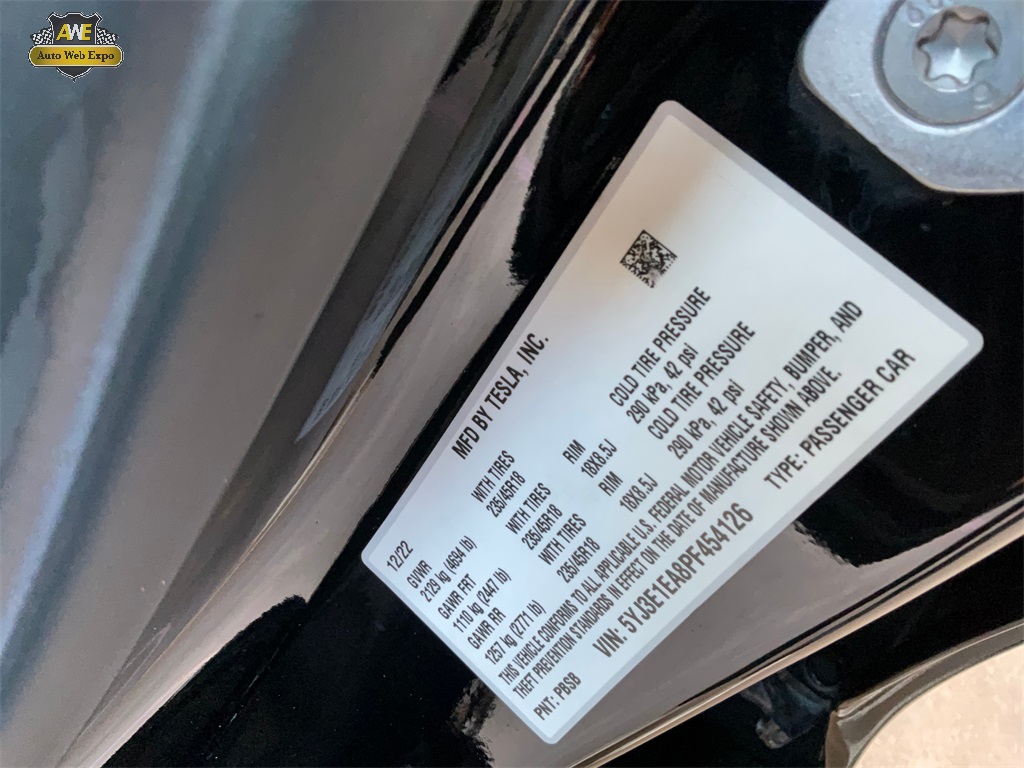 AWE
Auto Web Expo
MFD BY TESLA, INC.
12/22
GVWR WITH TIRES RIM COLD TIRE PRESSURE
2129 kg (4694 lb) 235/45R18 18X8.5J 290 kPa, 42 psi
GAWR FRT WITH TIRES RIM COLD TIRE PRESSURE
1110 kg (2447 lb) 235/45R18 18X8.5J 290 kPa, 42 psi
GAWR RR WITH TIRES
1257 kg (2771 lb) 235/45R18
THIS VEHICLE CONFORMS TO ALL APPLICABLE U.S. FEDERAL MOTOR VEHICLE SAFETY, BUMPER, AND
THEFT PREVENTION STANDARDS IN EFFECT ON THE DATE OF MANUFACTURE SHOWN ABOVE.
VIN: 5YJ3E1EA8PF454126 TYPE: PASSENGER CAR
PNT: PBSB